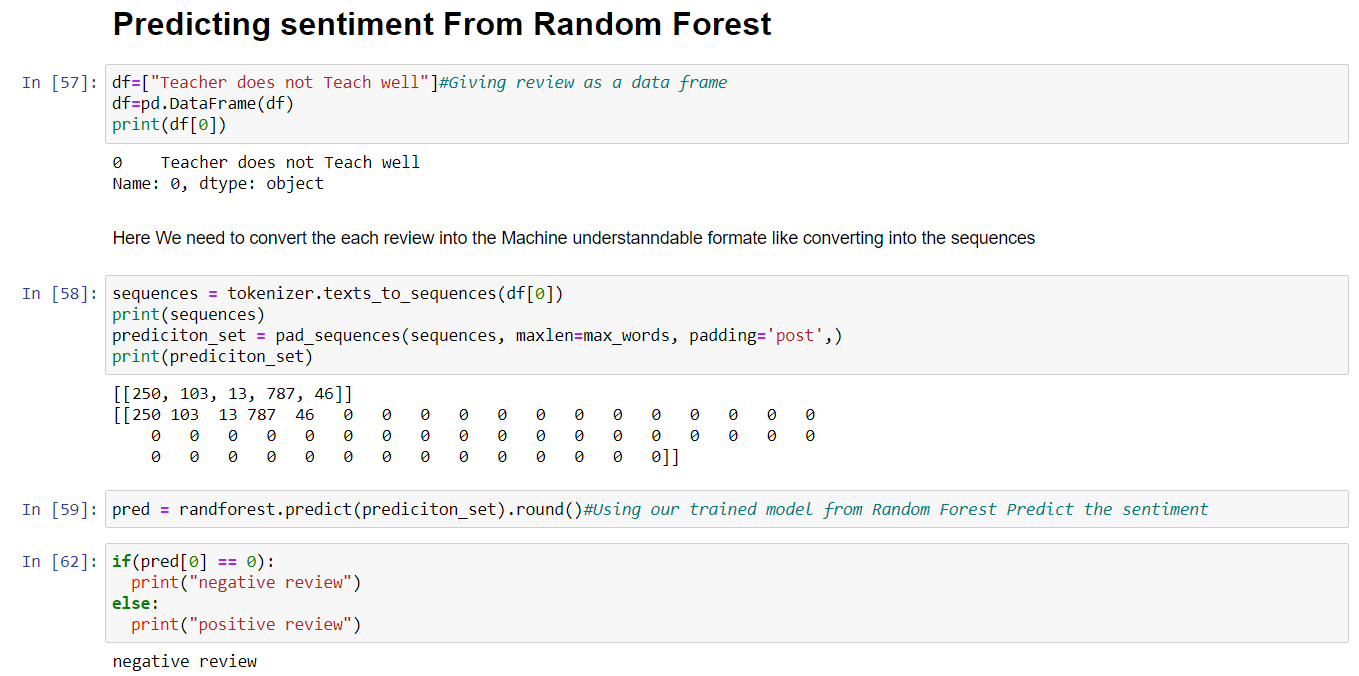 Predicting sentiment From Random Forest
In [57]: df=["Teacher does not Teach well"]#Giving review as a data frame
df=pd.DataFrame(df)
print(df[0])
0    Teacher does not Teach well
Name: 0, dtype: object
Here We need to convert the each review into the Machine understanndable formate like converting into the sequences
In [58]: sequences = tokenizer.texts_to_sequences(df[0])
print(sequences)
prediciton_set = pad_sequences(sequences, maxlen=max_words, padding='post',)
print(prediciton_set)
[[250, 103, 13, 787, 46]]
[[250 103  13 787  46   0   0   0   0   0   0   0   0   0   0   0   0   0
    0   0   0   0   0   0   0   0   0   0   0   0   0   0   0   0   0   0
    0   0   0   0   0   0   0   0   0   0   0   0   0   0]]
In [59]: pred = randforest.predict(prediciton_set).round()#Using our trained model from Random Forest Predict the sentiment
In [62]: if(pred[0] == 0):
  print("negative review")
else:
  print("positive review")
negative review